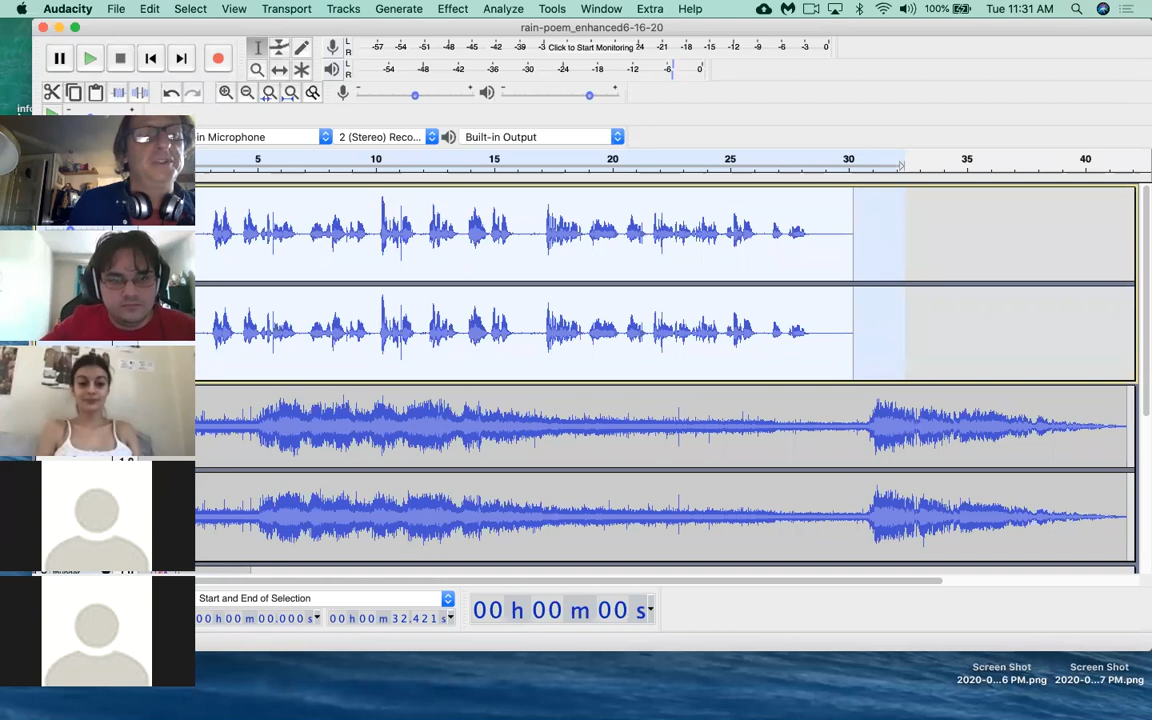 Audacity File Edit Select View Transport Tracks Generate Effect Analyze Tools Window Extra Help 100% Tue 11:31 AM
rain-poem_enhanced6-16-20
L R -57 -54 -51 -48 -45 -42 -3 Click to Start Monitoring 24 -21 -18 -15 -12 -9 -6 -3 0
L R -54 -48 -42 -36 -30 -24 -18 -12 -6 0
info
in Microphone 2 (Stereo) Reco... Built-in Output
5 10 15 20 25 30 35 40
Start and End of Selection
00 h 00 m 00.000 s 00 h 00 m 32.421 s
00 h 00 m 00 s
Screen Shot Screen Shot
2020-0...6 PM.png 2020-0...7 PM.png